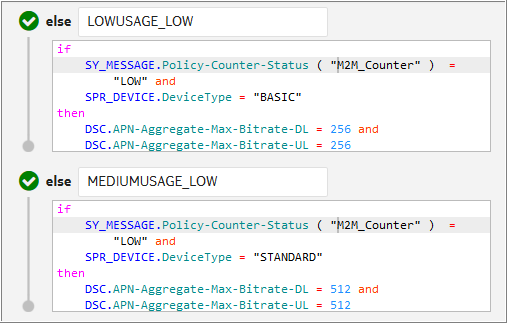 else LOWUSAGE_LOW
if
SY_MESSAGE.Policy-Counter-Status ( "M2M_Counter" ) =
"LOW" and
SPR_DEVICE.DeviceType = "BASIC"
then
DSC.APN-Aggregate-Max-Bitrate-DL = 256 and
DSC.APN-Aggregate-Max-Bitrate-UL = 256
else MEDIUMUSAGE_LOW
if
SY_MESSAGE.Policy-Counter-Status ( "M2M_Counter" ) =
"LOW" and
SPR_DEVICE.DeviceType = "STANDARD"
then
DSC.APN-Aggregate-Max-Bitrate-DL = 512 and
DSC.APN-Aggregate-Max-Bitrate-UL = 512